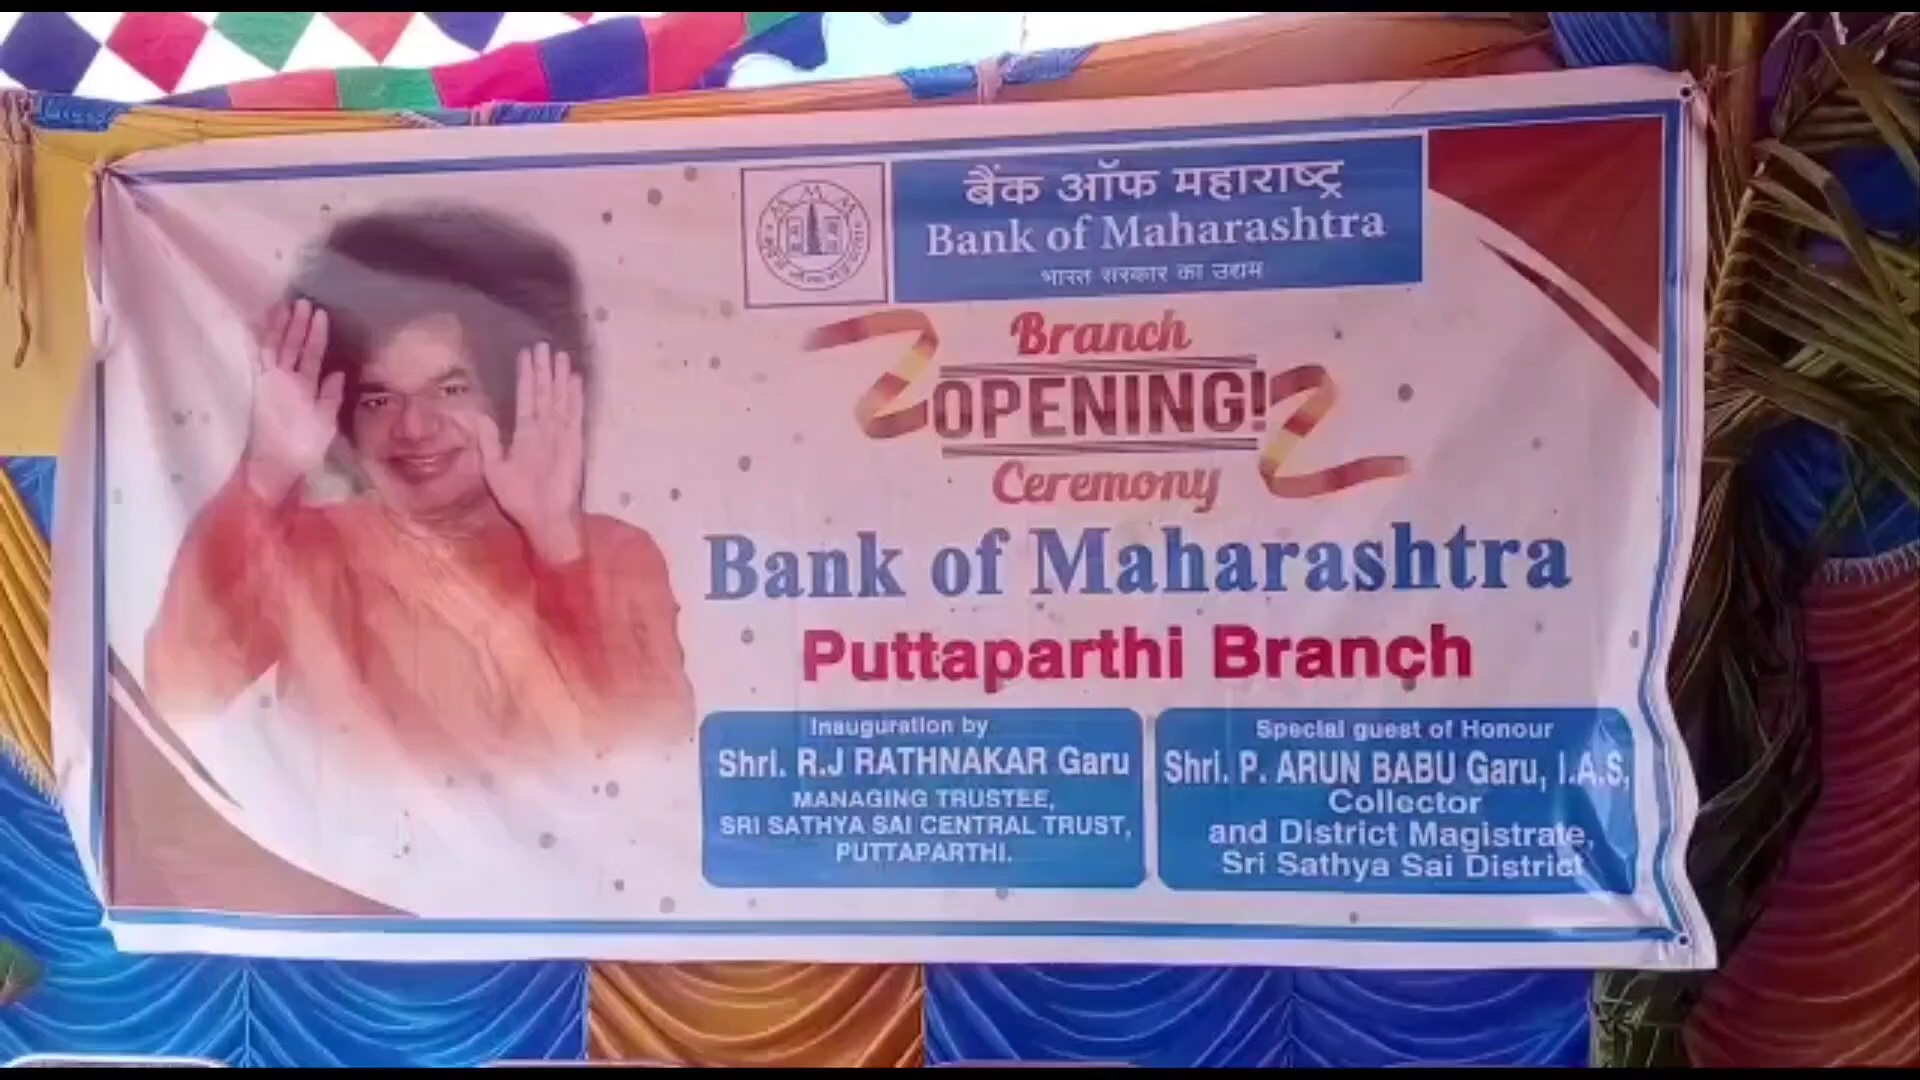 बैंक ऑफ महाराष्ट्र
Bank of Maharashtra
भारत सरकार का उद्यम
Branch
OPENING!
Ceremony
Bank of Maharashtra
Puttaparthi Branch
Inauguration by
Shri. R.J RATHNAKAR Garu
MANAGING TRUSTEE,
SRI SATHYA SAI CENTRAL TRUST,
PUTTAPARTHI.
Special guest of Honour
Shri. P. ARUN BABU Garu, I.A.S,
Collector
and District Magistrate,
Sri Sathya Sai District